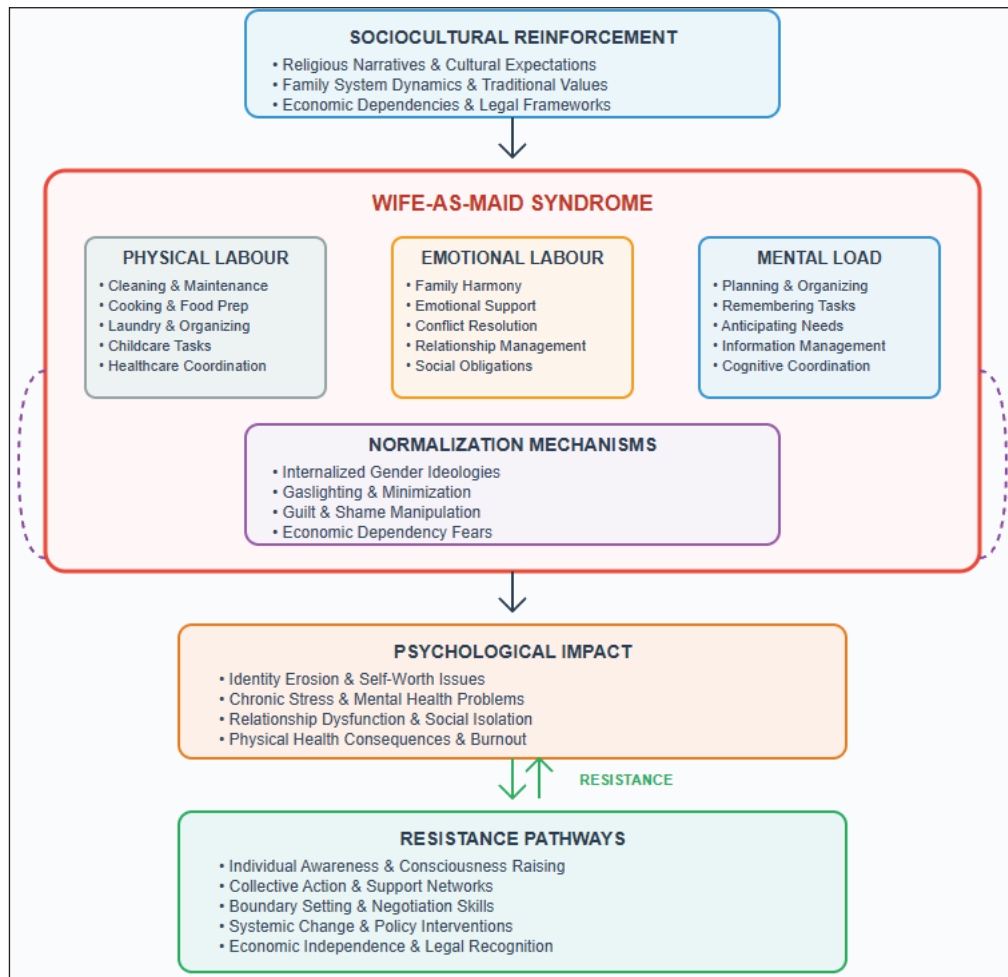 SOCIOCULTURAL REINFORCEMENT
• Religious Narratives & Cultural Expectations
• Family System Dynamics & Traditional Values
• Economic Dependencies & Legal Frameworks
WIFE-AS-MAID SYNDROME
PHYSICAL LABOUR
• Cleaning & Maintenance
• Cooking & Food Prep
• Laundry & Organizing
• Childcare Tasks
• Healthcare Coordination
EMOTIONAL LABOUR
• Family Harmony
• Emotional Support
• Conflict Resolution
• Relationship Management
• Social Obligations
MENTAL LOAD
• Planning & Organizing
• Remembering Tasks
• Anticipating Needs
• Information Management
• Cognitive Coordination
NORMALIZATION MECHANISMS
• Internalized Gender Ideologies
• Gaslighting & Minimization
• Guilt & Shame Manipulation
• Economic Dependency Fears
PSYCHOLOGICAL IMPACT
• Identity Erosion & Self-Worth Issues
• Chronic Stress & Mental Health Problems
• Relationship Dysfunction & Social Isolation
• Physical Health Consequences & Burnout
RESISTANCE
RESISTANCE PATHWAYS
• Individual Awareness & Consciousness Raising
• Collective Action & Support Networks
• Boundary Setting & Negotiation Skills
• Systemic Change & Policy Interventions
• Economic Independence & Legal Recognition